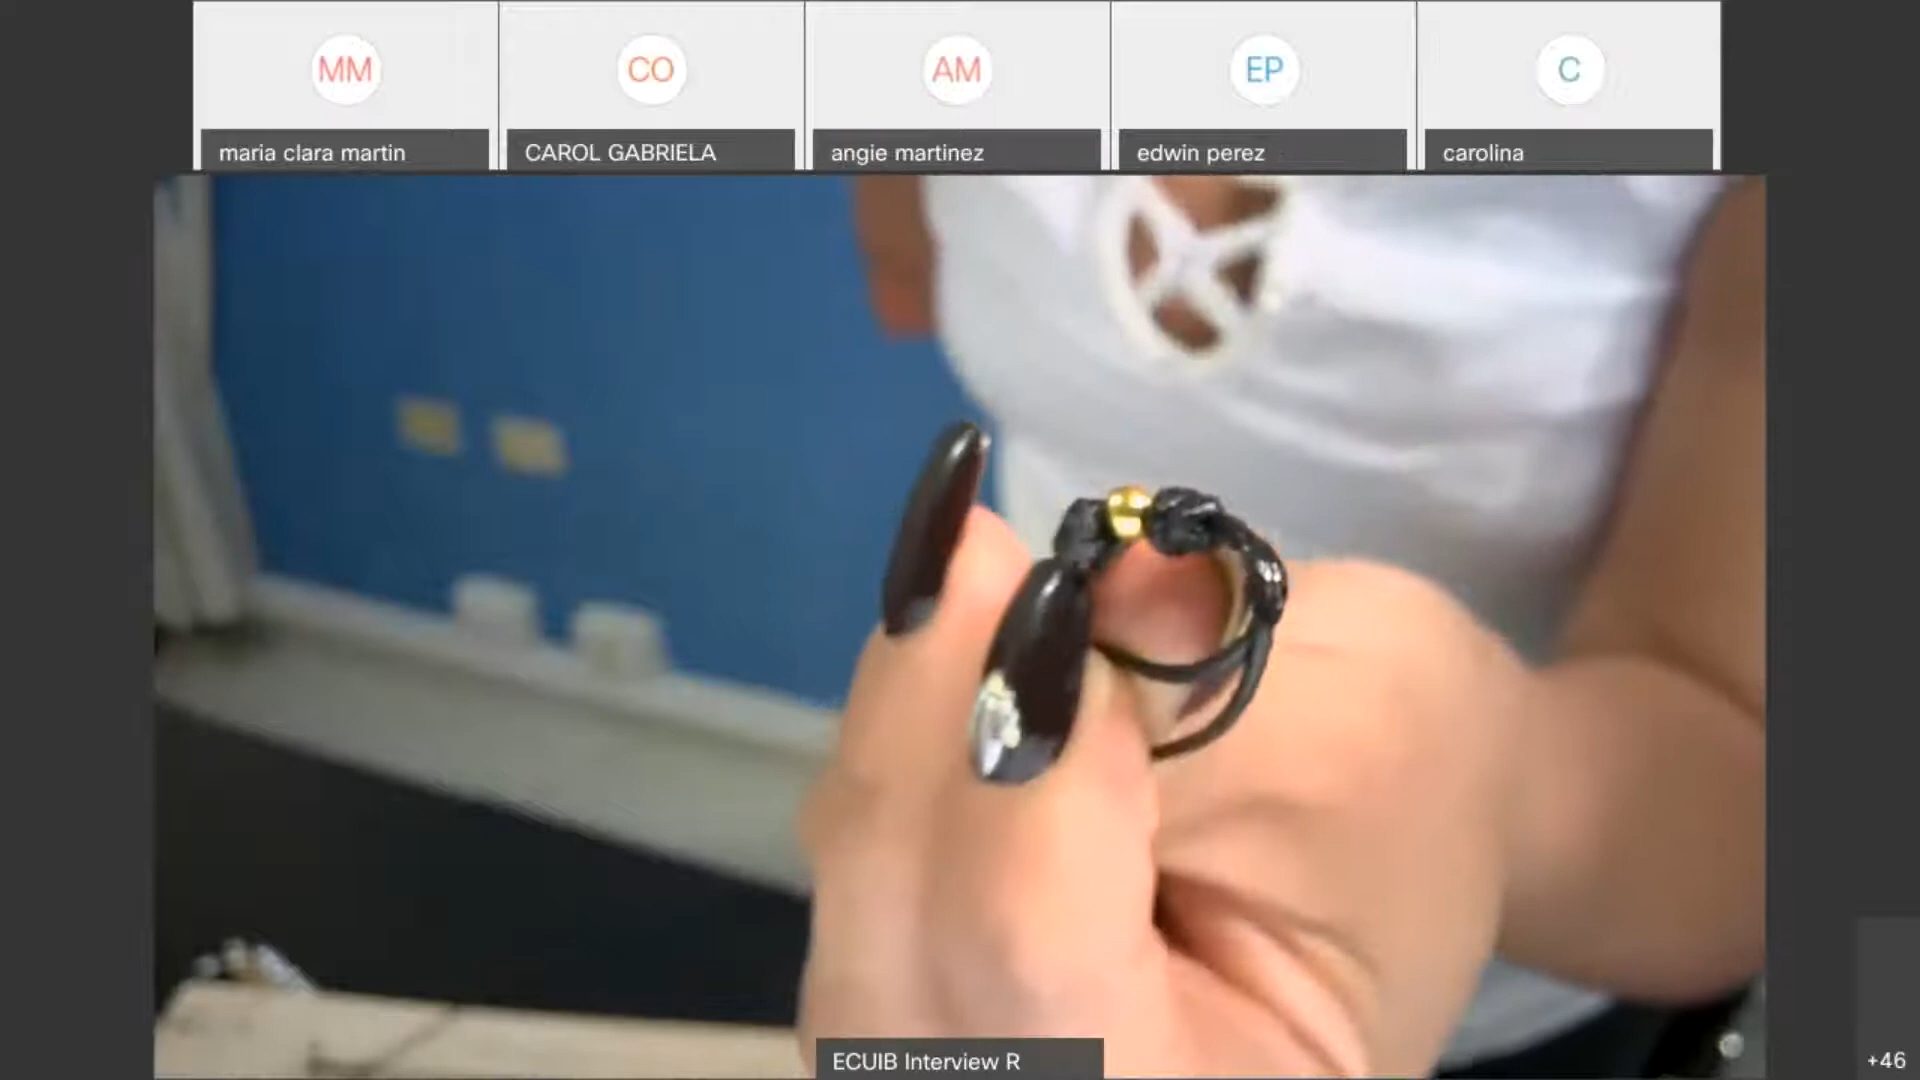 MM
CO
AM
EP
C
maria clara martin
CAROL GABRIELA
angie martinez
edwin perez
carolina
ECUIB Interview R
+46